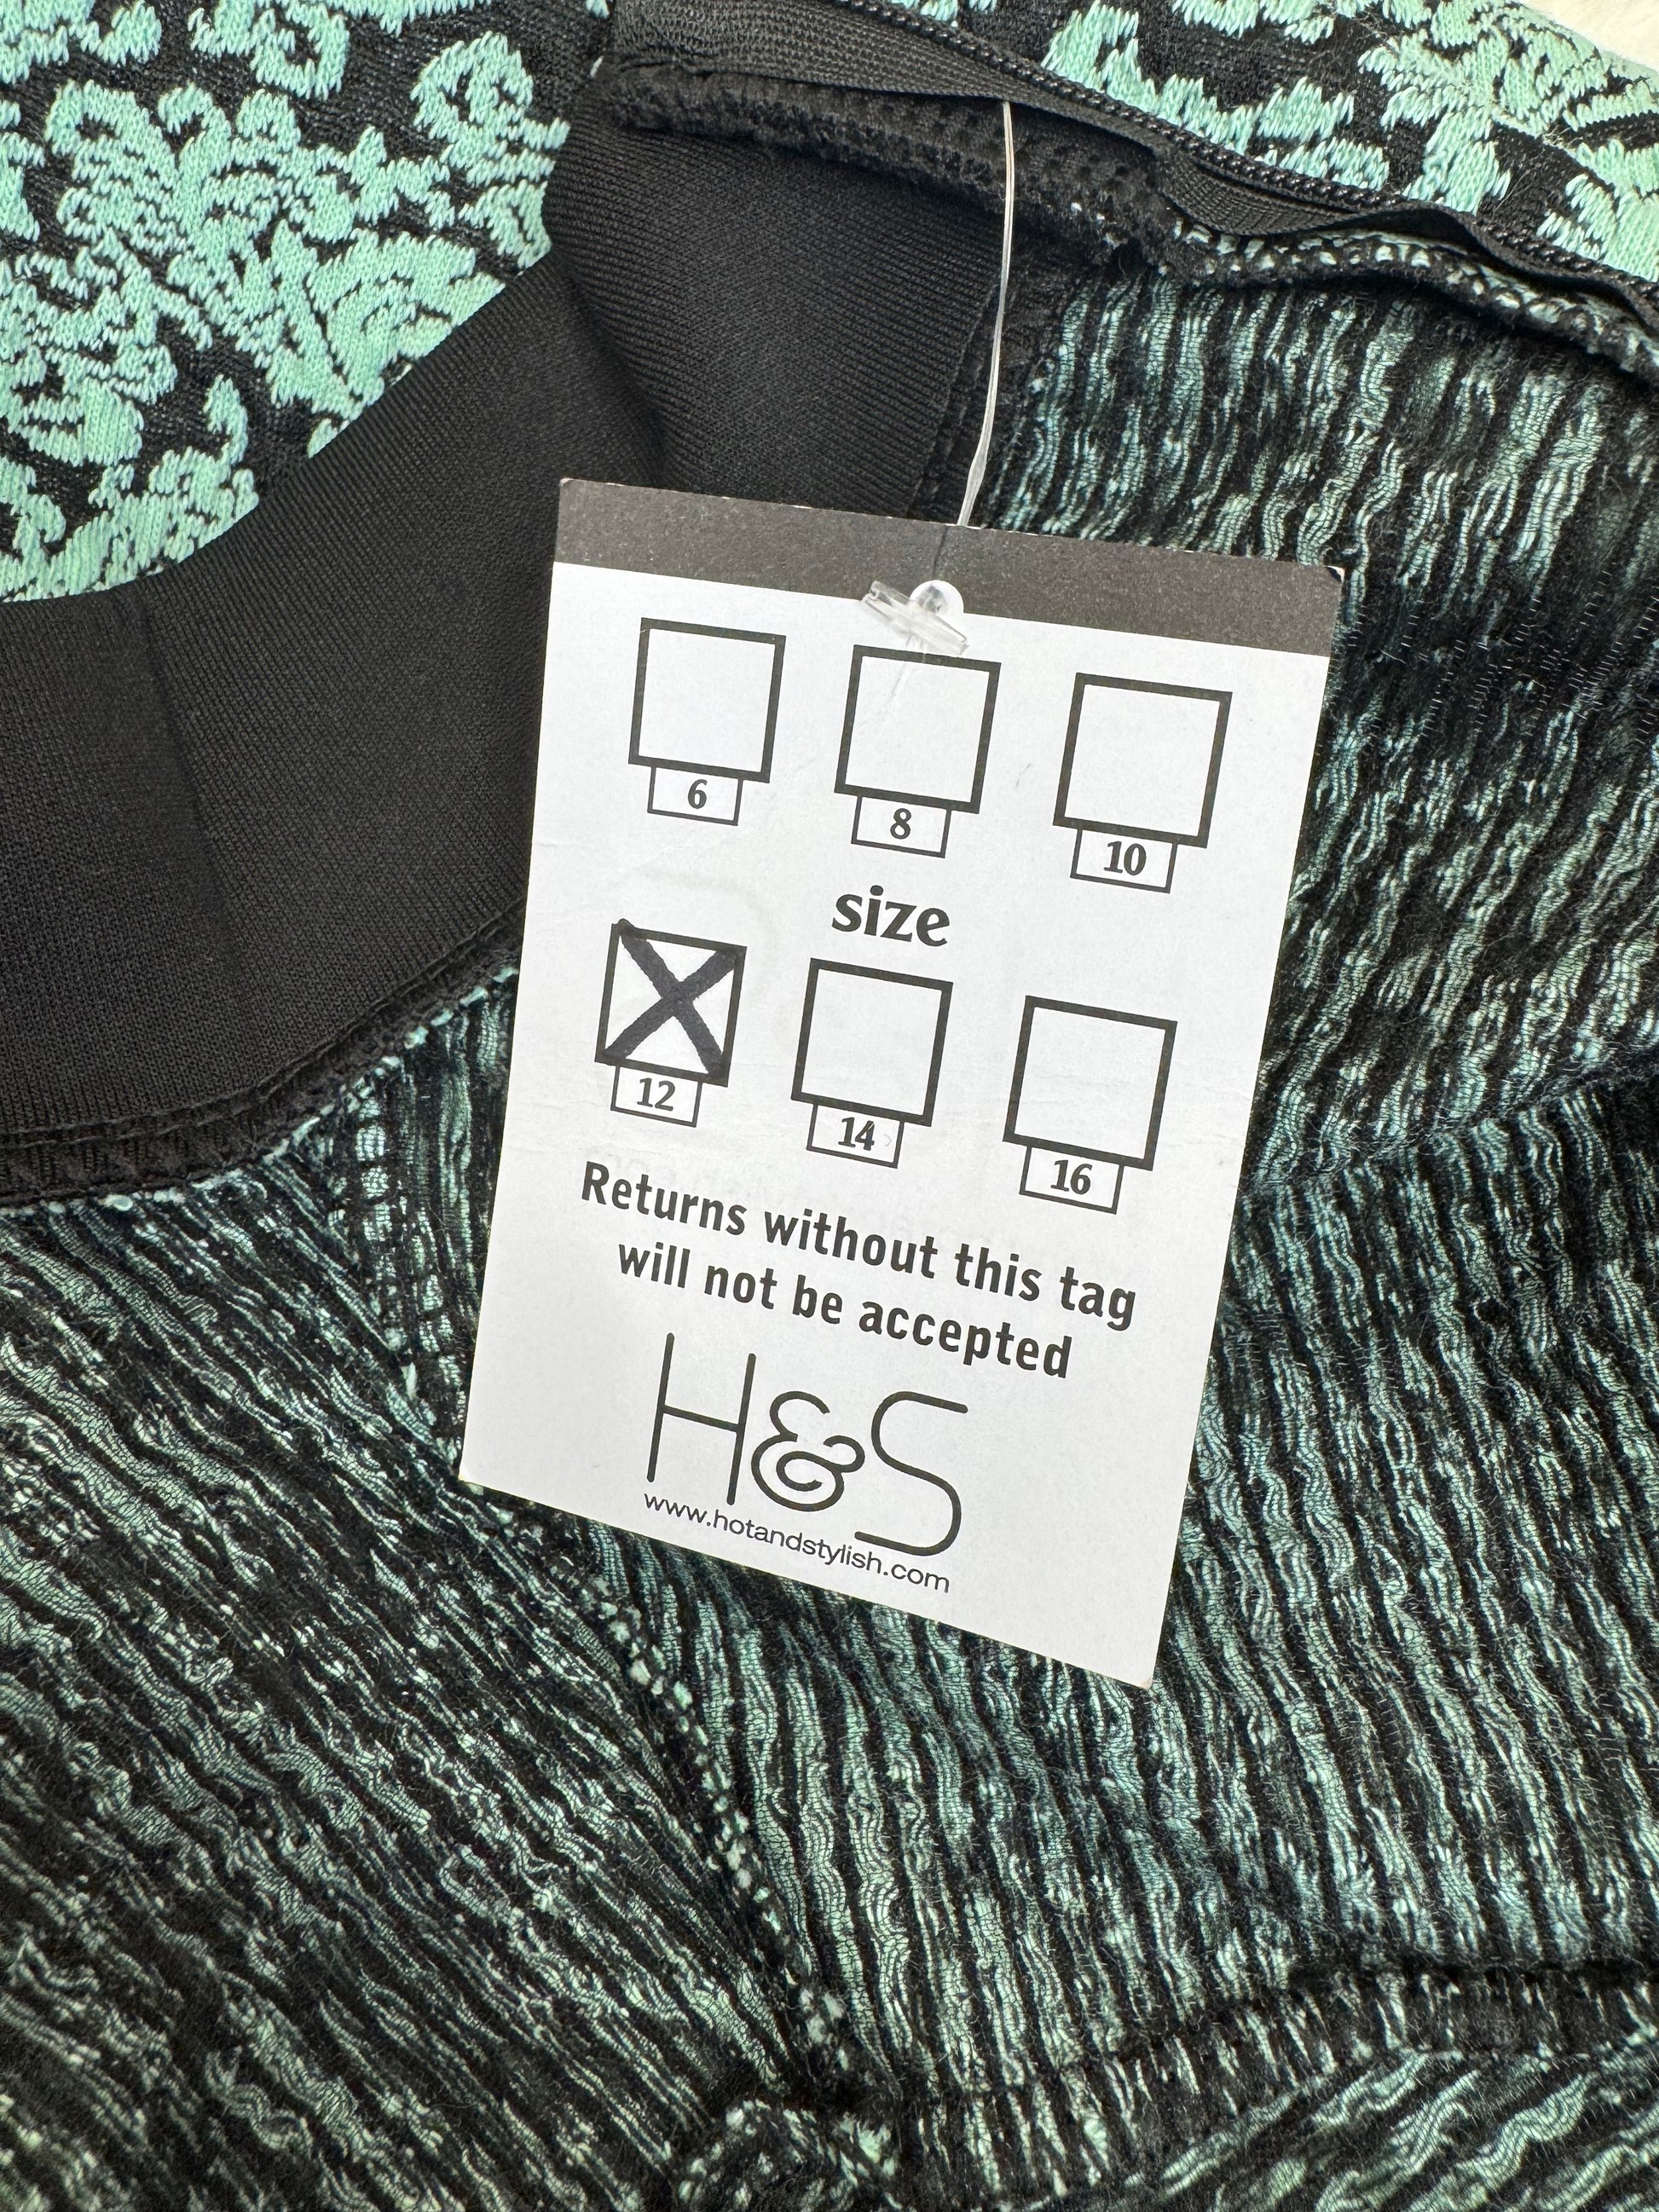 6 8 10
size
12 14 16
Returns without this tag
will not be accepted
H&S
www.hotandstylish.com